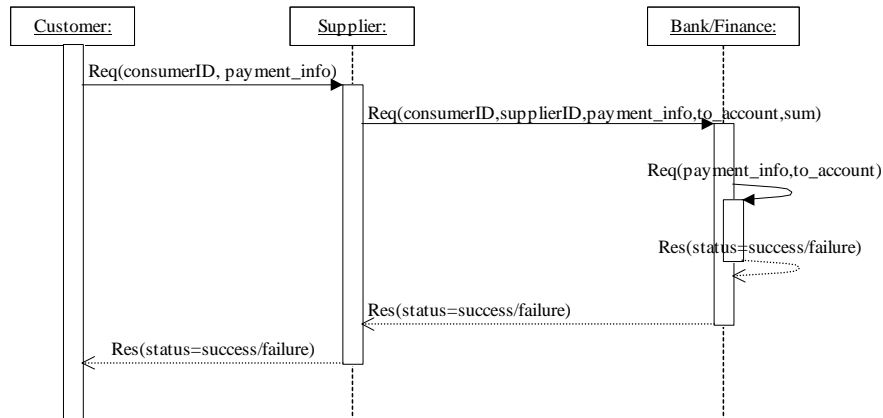 Customer:
Supplier:
Bank/Finance:
Req(consumerID, payment_info)
Req(consumerID,supplierID,payment_info,to_account,sum)
Req(payment_info,to_account)
Res(status=success/failure)
Res(status=success/failure)
Res(status=success/failure)